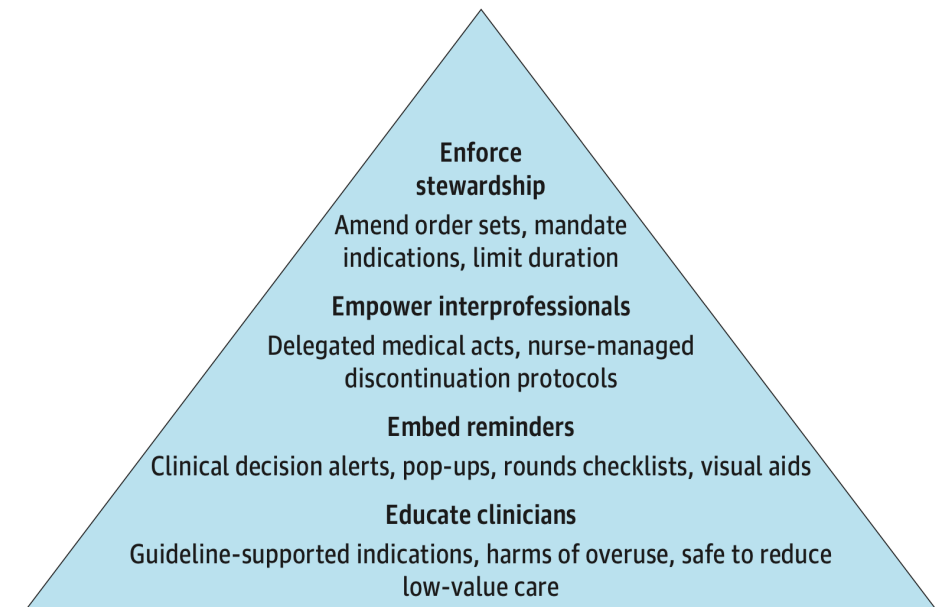 Enforce
stewardship
Amend order sets, mandate
indications, limit duration
Empower interprofessionals
Delegated medical acts, nurse-managed
discontinuation protocols
Embed reminders
Clinical decision alerts, pop-ups, rounds checklists, visual aids
Educate clinicians
Guideline-supported indications, harms of overuse, safe to reduce
low-value care